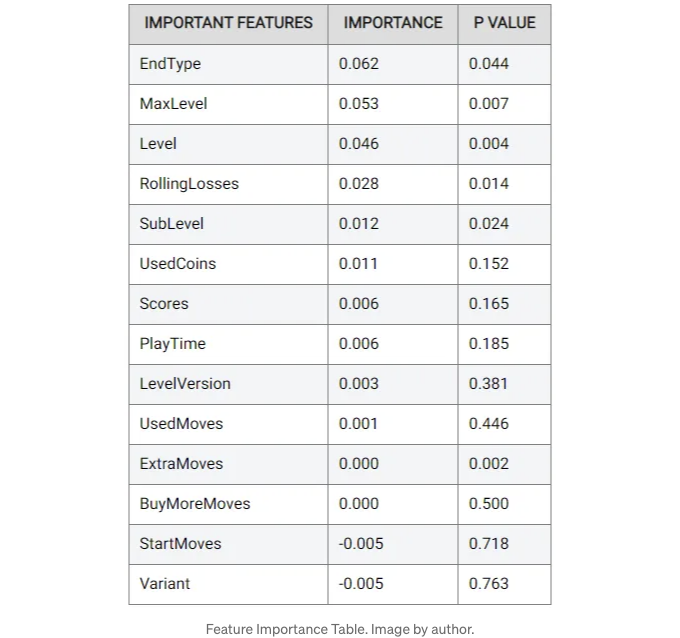 IMPORTANT FEATURES IMPORTANCE P VALUE
EndType 0.062 0.044
MaxLevel 0.053 0.007
Level 0.046 0.004
RollingLosses 0.028 0.014
SubLevel 0.012 0.024
UsedCoins 0.011 0.152
Scores 0.006 0.165
PlayTime 0.006 0.185
LevelVersion 0.003 0.381
UsedMoves 0.001 0.446
ExtraMoves 0.000 0.002
BuyMoreMoves 0.000 0.500
StartMoves -0.005 0.718
Variant -0.005 0.763
Feature Importance Table. Image by author.